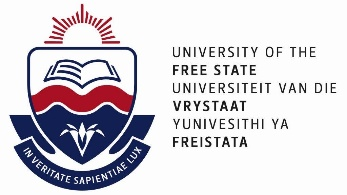 UNIVERSITY OF THE
FREE STATE
UNIVERSITEIT VAN DIE
VRYSTAAT
YUNIVESITHI YA
FREISTATA
IN VERITATE SAPIENTIAE LUX